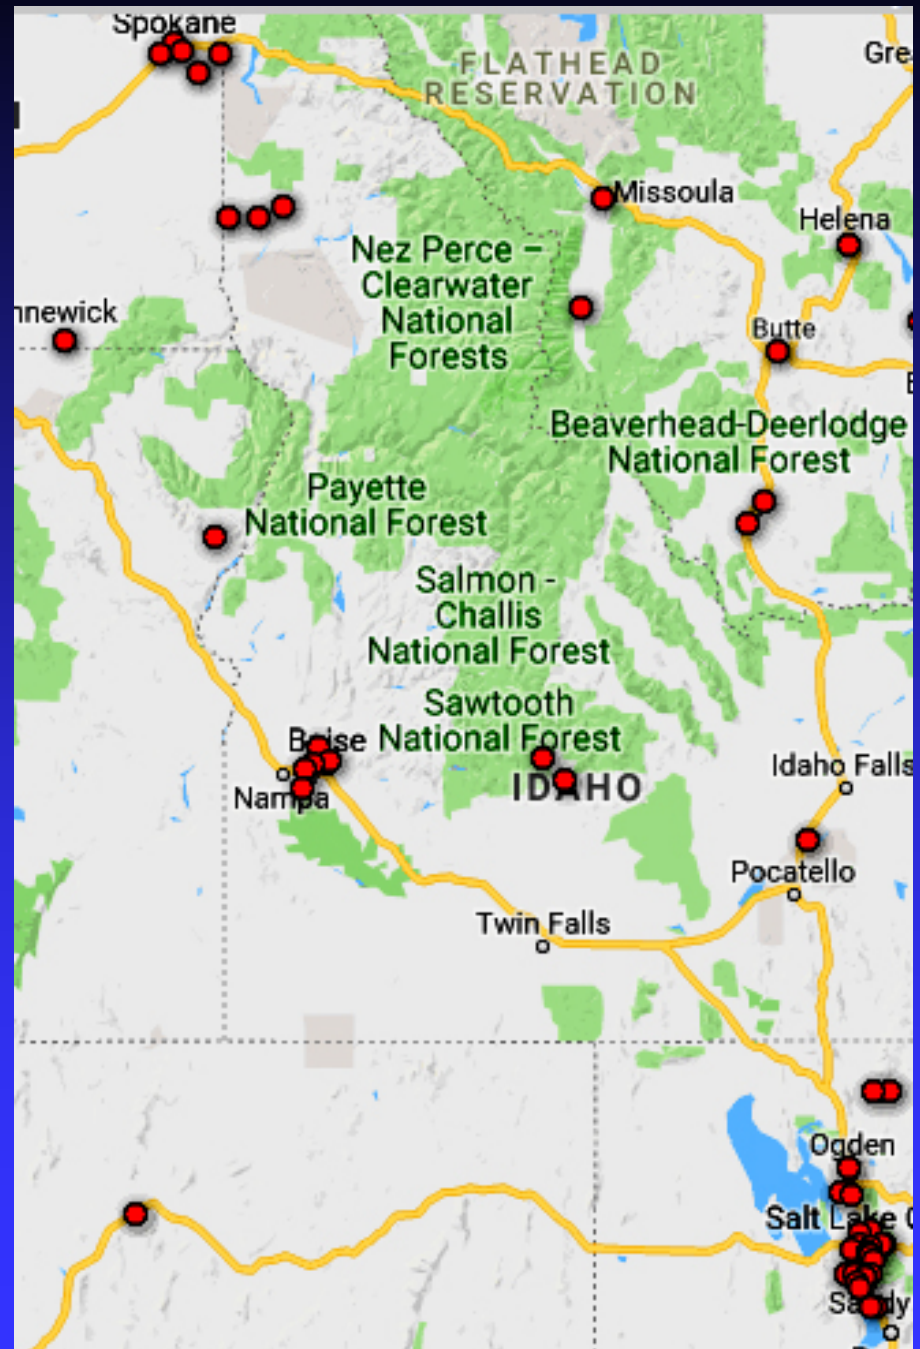 Spokane
FLATHEAD
RESERVATION
Gre
Missoula
Helena
Nez Perce –
Clearwater
National
Forests
nnewick
Butte
Beaverhead-Deerlodge
National Forest
Payette
National Forest
Salmon -
Challis
National Forest
Sawtooth
National Forest
Boise
Nampa
IDAHO
Idaho Falls
Pocatello
Twin Falls
Ogden
Salt Lake C
Sandy